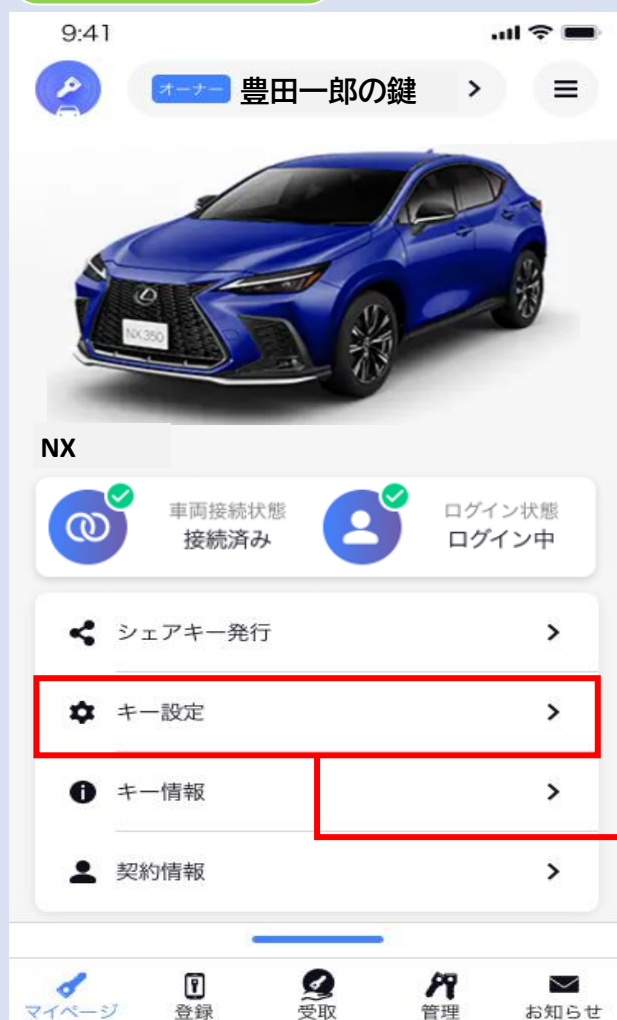 9:41
オーナー 豊田一郎の鍵
NX350
NX
車両接続状態
接続済み
ログイン状態
ログイン中
シェアキー発行
キー設定
キー情報
契約情報
マイページ 登録 受取 管理 お知らせ